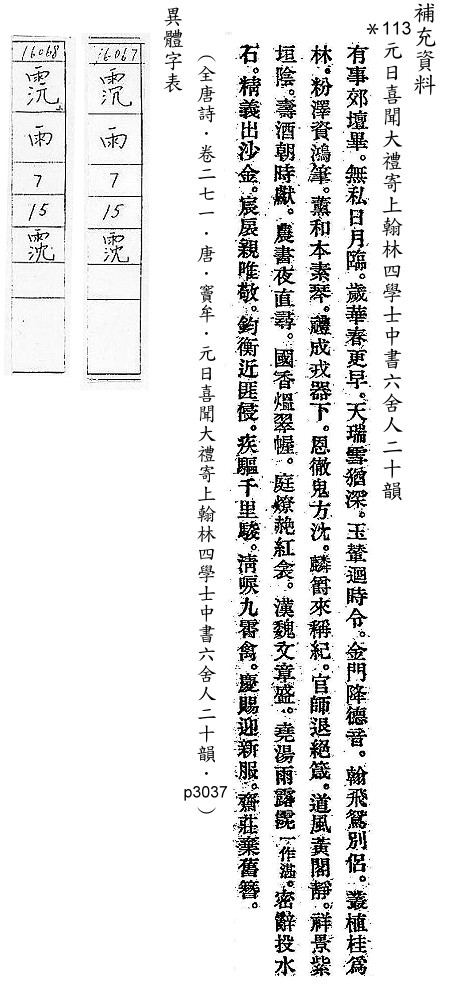 補充資料
*113元日喜聞大禮寄上翰林四學士中書六舍人二十韻
有事郊壇畢。無私日月臨。歲華春更早。天瑞雪猶深。玉輦迴時令。金門降德音。翰飛鴛別侶。叢植桂爲
林。粉澤資鴻筆。薰和本素琴。禮成戎器下。恩徹鬼方沈。麟爵來稱紀。官師退絕箴。道風黃閣靜。祥景紫
垣陰。壽酒朝時獻。農書夜直尋。國香熅翠幄。庭燎赩紅衾。漢魏文章盛。堯湯雨露霃一作湛。密辭投水
石。精義出沙金。宸扆親唯敬。鈞衡近匪侵。疾驅千里駿。清唳九霄禽。慶賜迎新服。齋莊棄舊簪。
（全唐詩．卷二七一．唐．竇牟．元日喜聞大禮寄上翰林四學士中書六舍人二十韻．p3037）
異體字表
16067
霃
雨
7
15
霃
16068
雨
7
15
霃